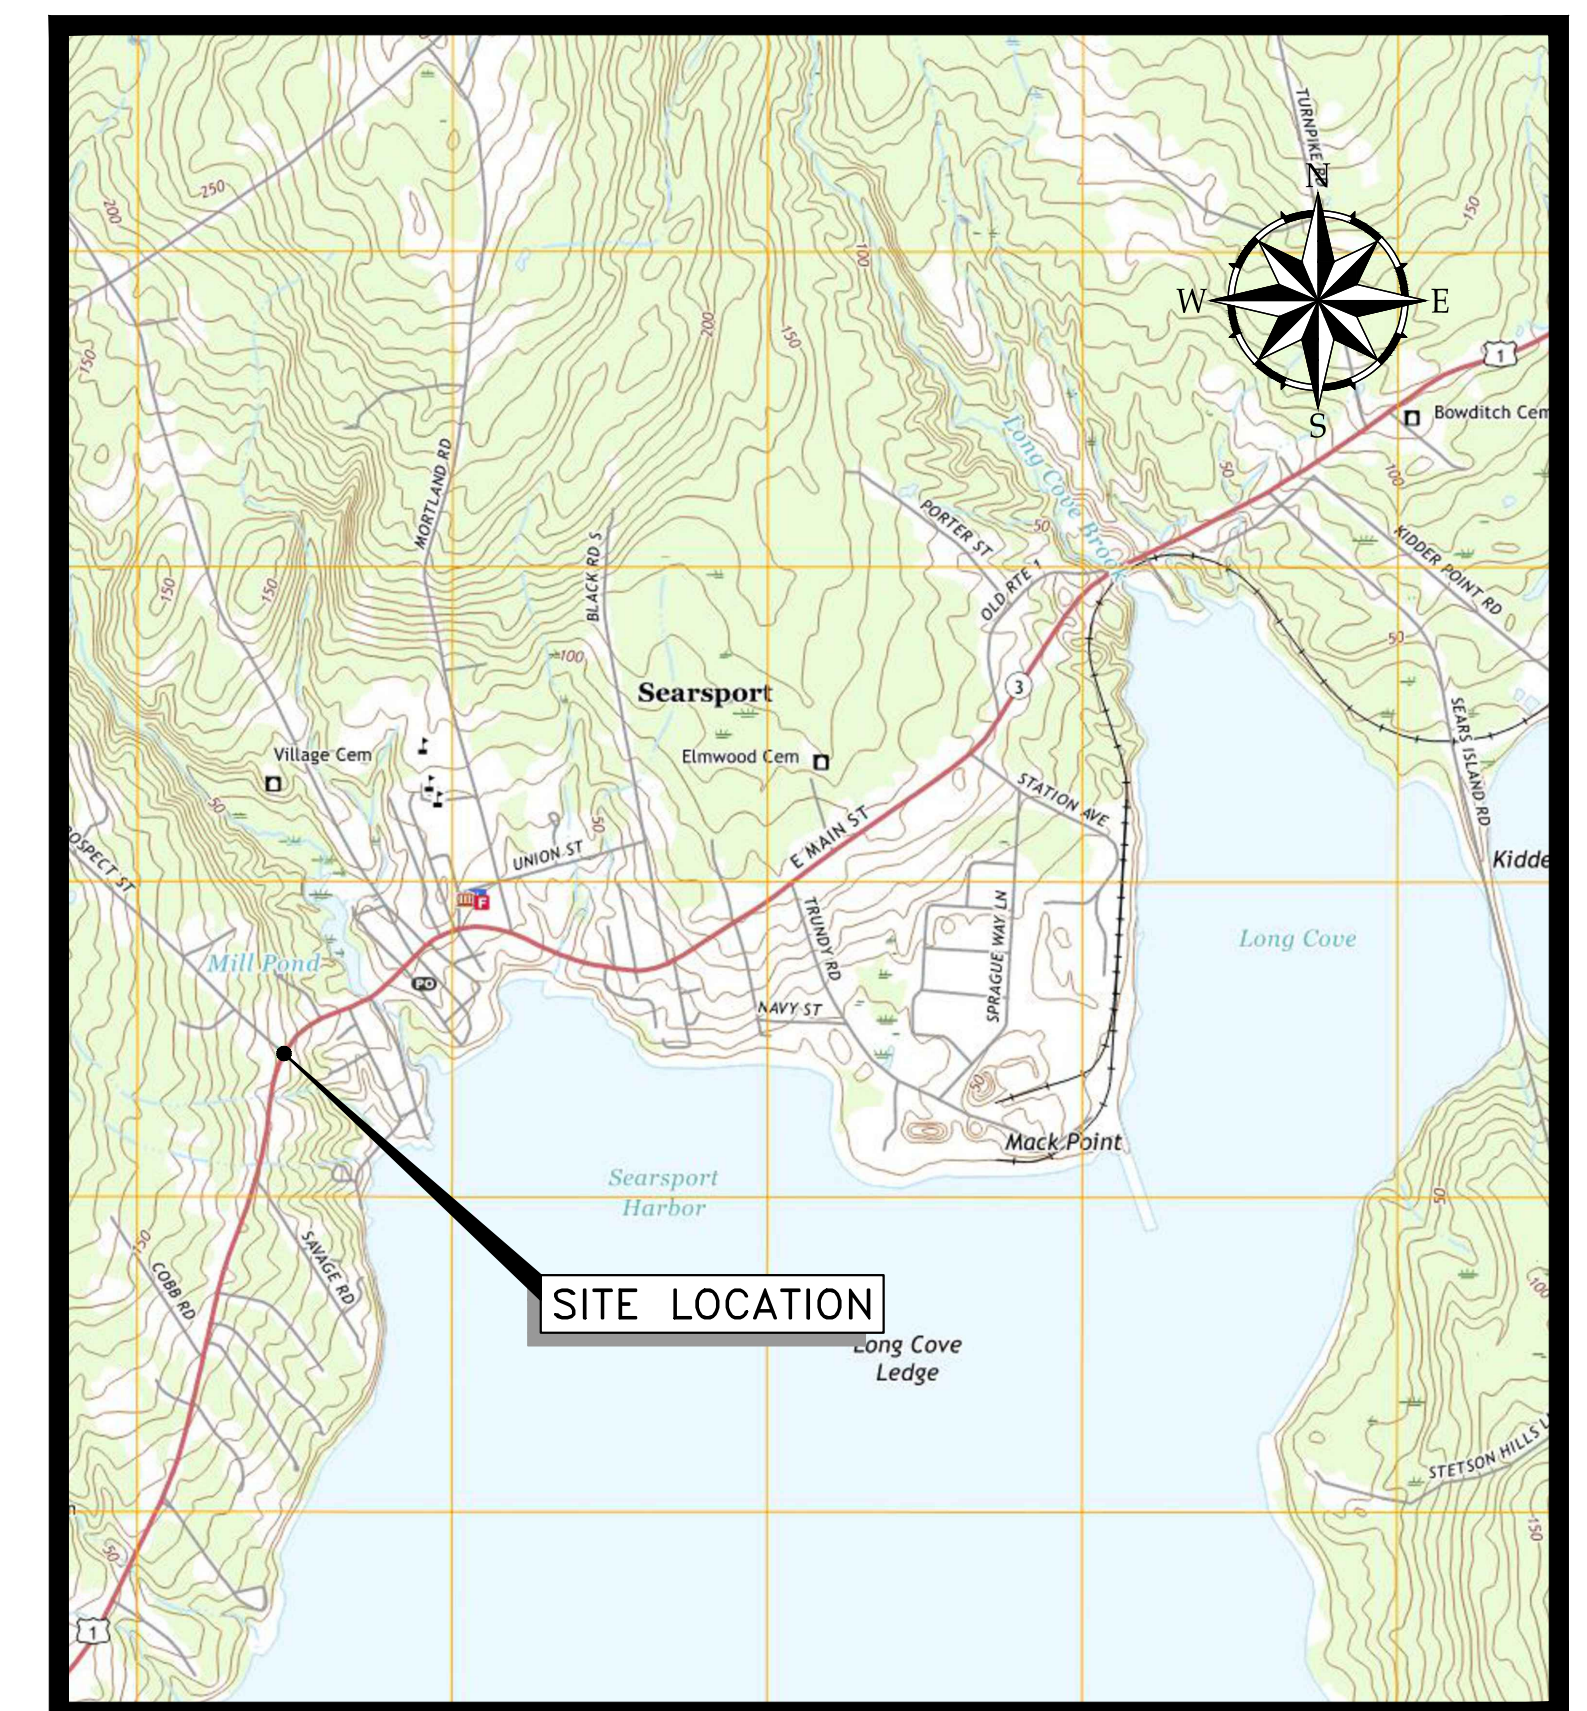 TURNPIKE RD
N
200
250
150
100
W
E
200
150
150
1
S
Bowditch Cem
Long Cove Brook
MORTLAND RD
50
100
PORTER ST
50
KIDDER POINT RD
BLACK RD S
OLD RTE 1
150
150
50
100
Searsport
3
SEARS ISLAND RD
Village Cem
Elmwood Cem
STATION AVE
50
50
E MAIN ST
OSPECT ST
UNION ST
Kidde
F
TRUNDY RD
SPRAGUE WAY LN
Long Cove
Mill Pond
PO
NAVY ST
50
Mack Point
Searsport
Harbor
50
150
SAVAGE RD
COBB RD
100
SITE LOCATION
Long Cove
Ledge
STETSON HILLS L
n
150
50
1